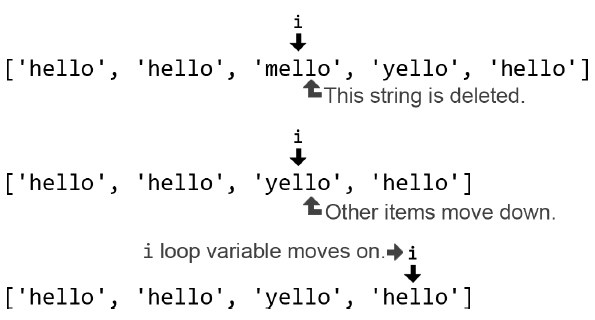 i
['hello', 'hello', 'mello', 'yello', 'hello']
This string is deleted.
i
['hello', 'hello', 'yello', 'hello']
Other items move down.
i loop variable moves on. i
['hello', 'hello', 'yello', 'hello']